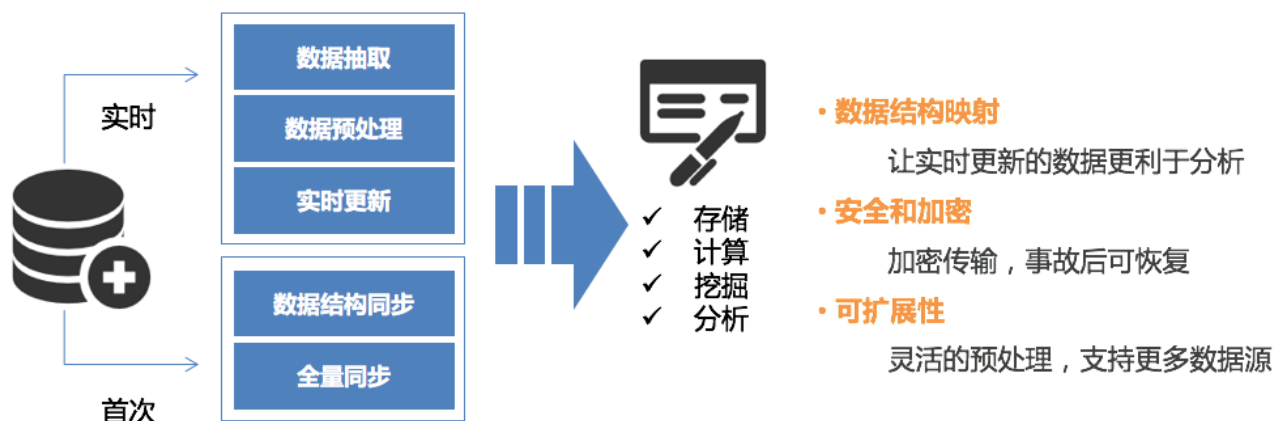 实时
数据抽取
数据预处理
实时更新
数据结构同步
全量同步
首次
✓ 存储
✓ 计算
✓ 挖掘
✓ 分析
·数据结构映射
让实时更新的数据更利于分析
·安全和加密
加密传输，事故后可恢复
·可扩展性
灵活的预处理，支持更多数据源